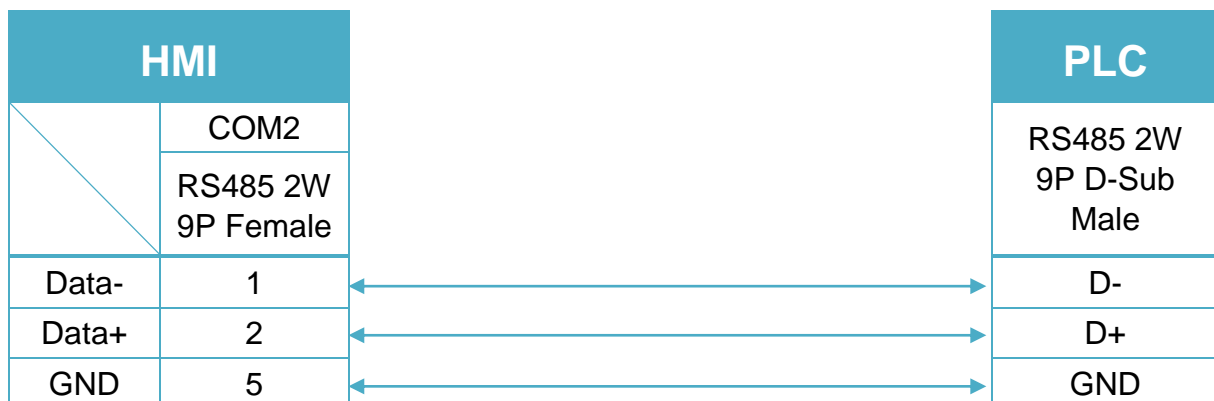 HMI
PLC
COM2
RS485 2W
9P Female
RS485 2W
9P D-Sub
Male
Data- 1 D-
Data+ 2 D+
GND 5 GND